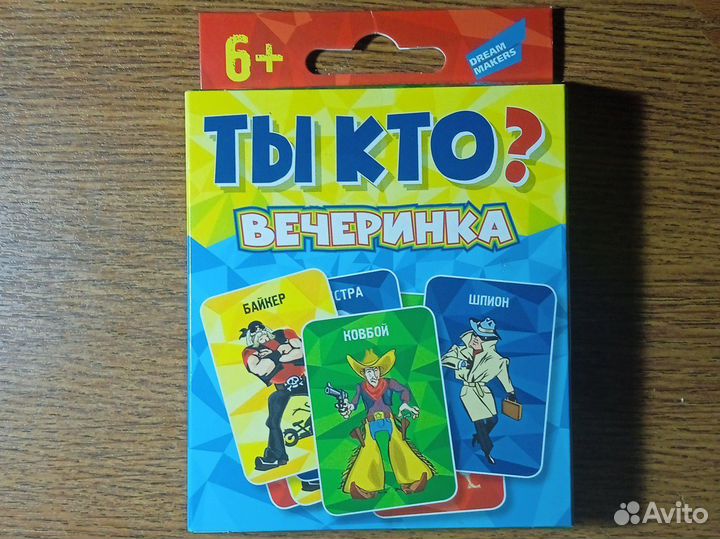 6+
DREAM
MAKERS
ТЫ КТО?
ВЕЧЕРИНКА
БАЙКЕР
СТРА
ШПИОН
КОВБОЙ
Avito